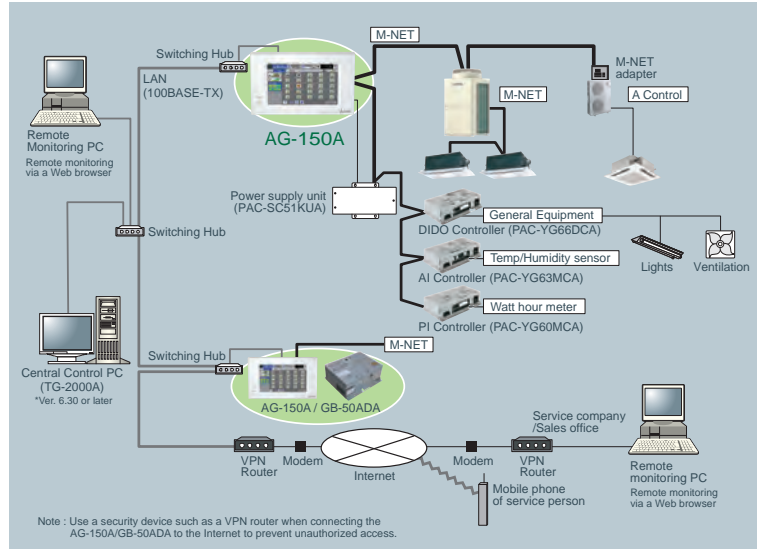 Switching Hub
M-NET
LAN
(100BASE-TX)
AG-150A
M-NET
M-NET
adapter
A Control
Remote
Monitoring PC
Remote monitoring
via a Web browser
Power supply unit
(PAC-SC51KUA)
General Equipment
DIDO Controller (PAC-YG66DCA)
Switching Hub
Temp/Humidity sensor
AI Controller (PAC-YG63MCA)
Lights
Ventilation
Watt hour meter
PI Controller (PAC-YG60MCA)
Central Control PC
(TG-2000A)
*Ver. 6.30 or later
Switching Hub
M-NET
AG-150A / GB-50ADA
VPN
Router
Modem
Internet
Modem
Service company
/Sales office
VPN
Router
Remote
monitoring PC
Remote monitoring
via a Web browser
Mobile phone
of service person
Note : Use a security device such as a VPN router when connecting the
AG-150A/GB-50ADA to the Internet to prevent unauthorized access.